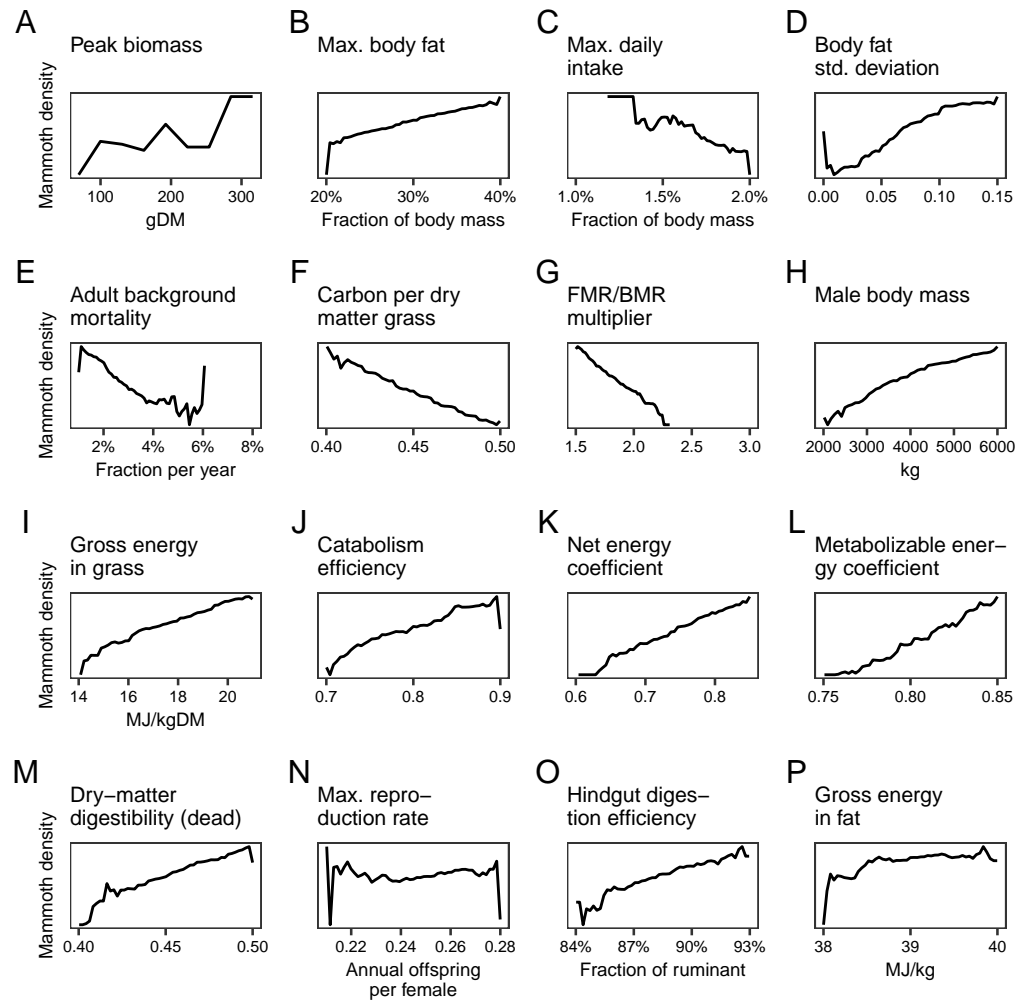 A
Peak biomass
Mammoth density
100
200
300
gDM
B
Max. body fat
20%
30%
40%
Fraction of body mass
C
Max. daily
intake
1.0%
1.5%
2.0%
Fraction of body mass
D
Body fat
std. deviation
0.00
0.05
0.10
0.15
E
Adult background
mortality
Mammoth density
2%
4%
6%
8%
Fraction per year
F
Carbon per dry
matter grass
0.40
0.45
0.50
G
FMR/BMR
multiplier
1.5
2.0
2.5
3.0
H
Male body mass
2000
3000
4000
5000
6000
kg
I
Gross energy
in grass
Mammoth density
14
16
18
20
MJ/kgDM
J
Catabolism
efficiency
0.7
0.8
0.9
K
Net energy
coefficient
0.6
0.7
0.8
L
Metabolizable ener−
gy coefficient
0.75
0.80
0.85
M
Dry−matter
digestibility (dead)
Mammoth density
0.40
0.45
0.50
N
Max. repro−
duction rate
0.22
0.24
0.26
0.28
Annual offspring
per female
O
Hindgut diges−
tion efficiency
84%
87%
90%
93%
Fraction of ruminant
P
Gross energy
in fat
38
39
40
MJ/kg